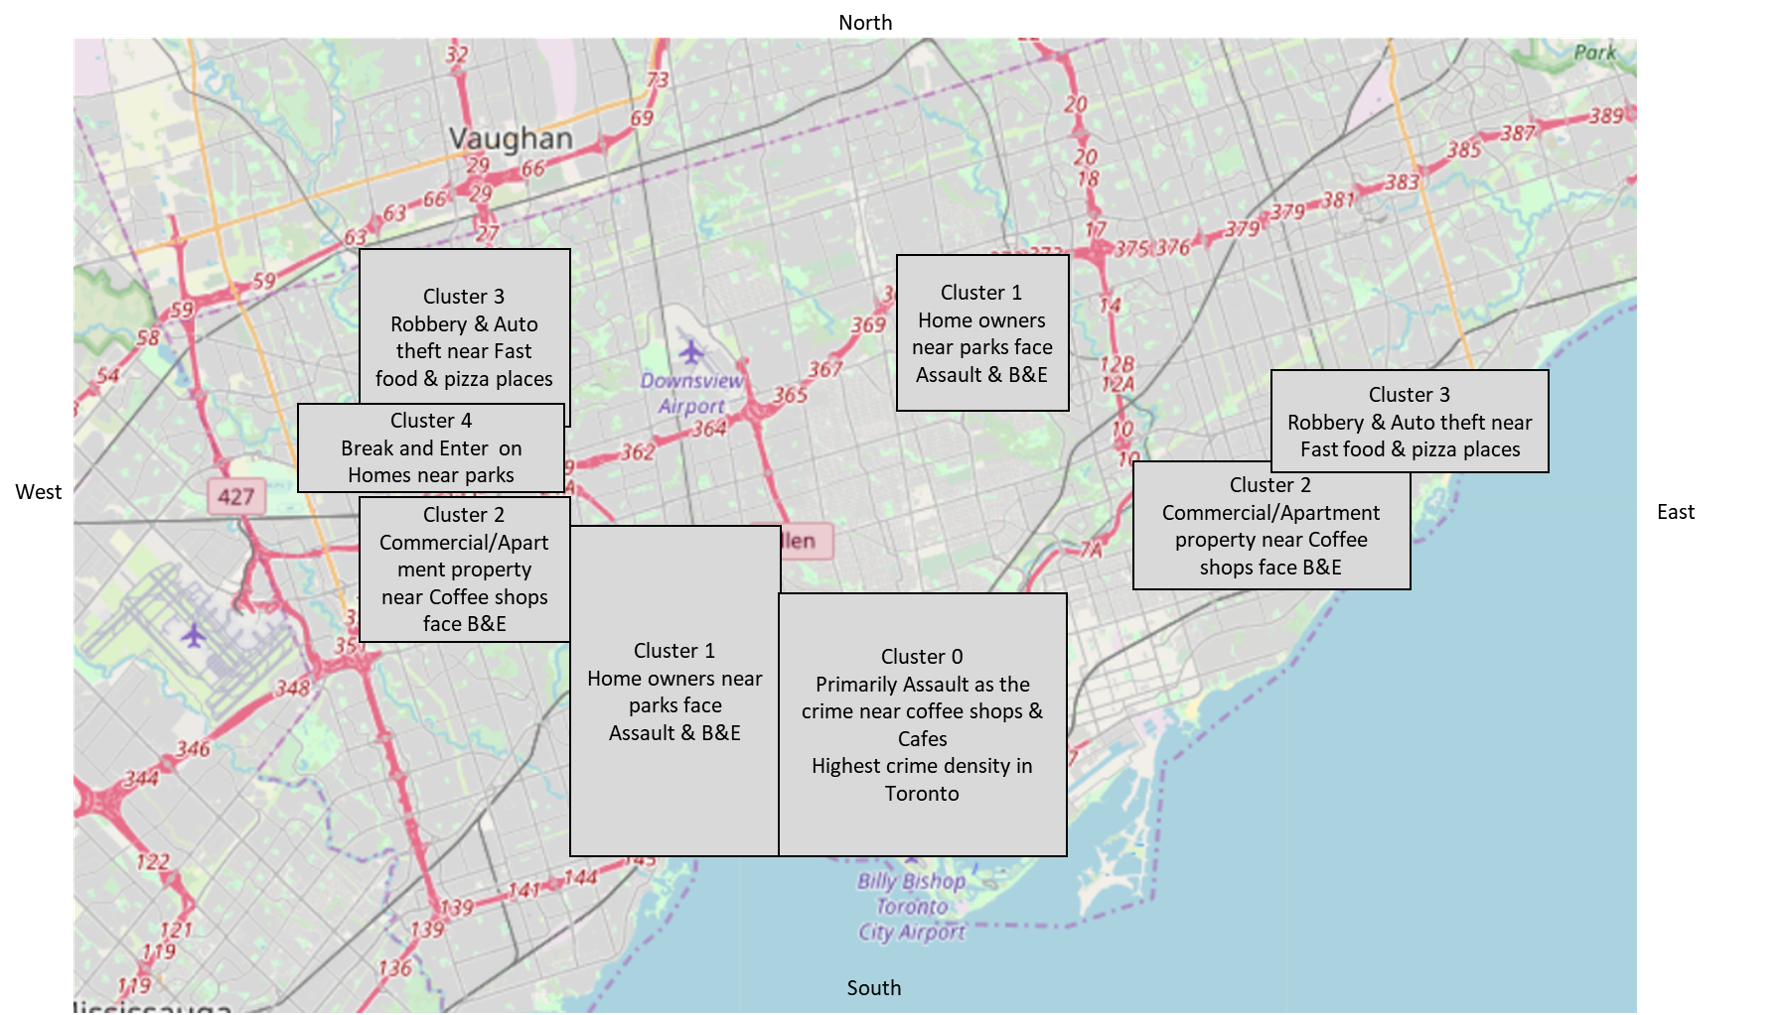 North
Park
32
73
69
Vaughan
29
66
66
29
63
27
63
59
59
58
54
20
20
18
17
375
376
379
379
381
383
385
387
389
14
12B
12A
10
10
7A
369
367
365
364
362
Downsview
Airport
Cluster 3
Robbery & Auto
theft near Fast
food & pizza places
Cluster 1
Home owners
near parks face
Assault & B&E
Cluster 3
Robbery & Auto theft near
Fast food & pizza places
Cluster 4
Break and Enter on
Homes near parks
West
427
East
Cluster 2
Commercial/Apartment
property near Coffee
shops face B&E
Cluster 2
Commercial/Apart
ment property
near Coffee shops
face B&E
llen
Cluster 1
Home owners near
parks face
Assault & B&E
Cluster 0
Primarily Assault as the
crime near coffee shops &
Cafes
Highest crime density in
Toronto
348
346
344
122
121
119
119
139
139
141
144
136
Billy Bishop
Toronto
City Airport
South